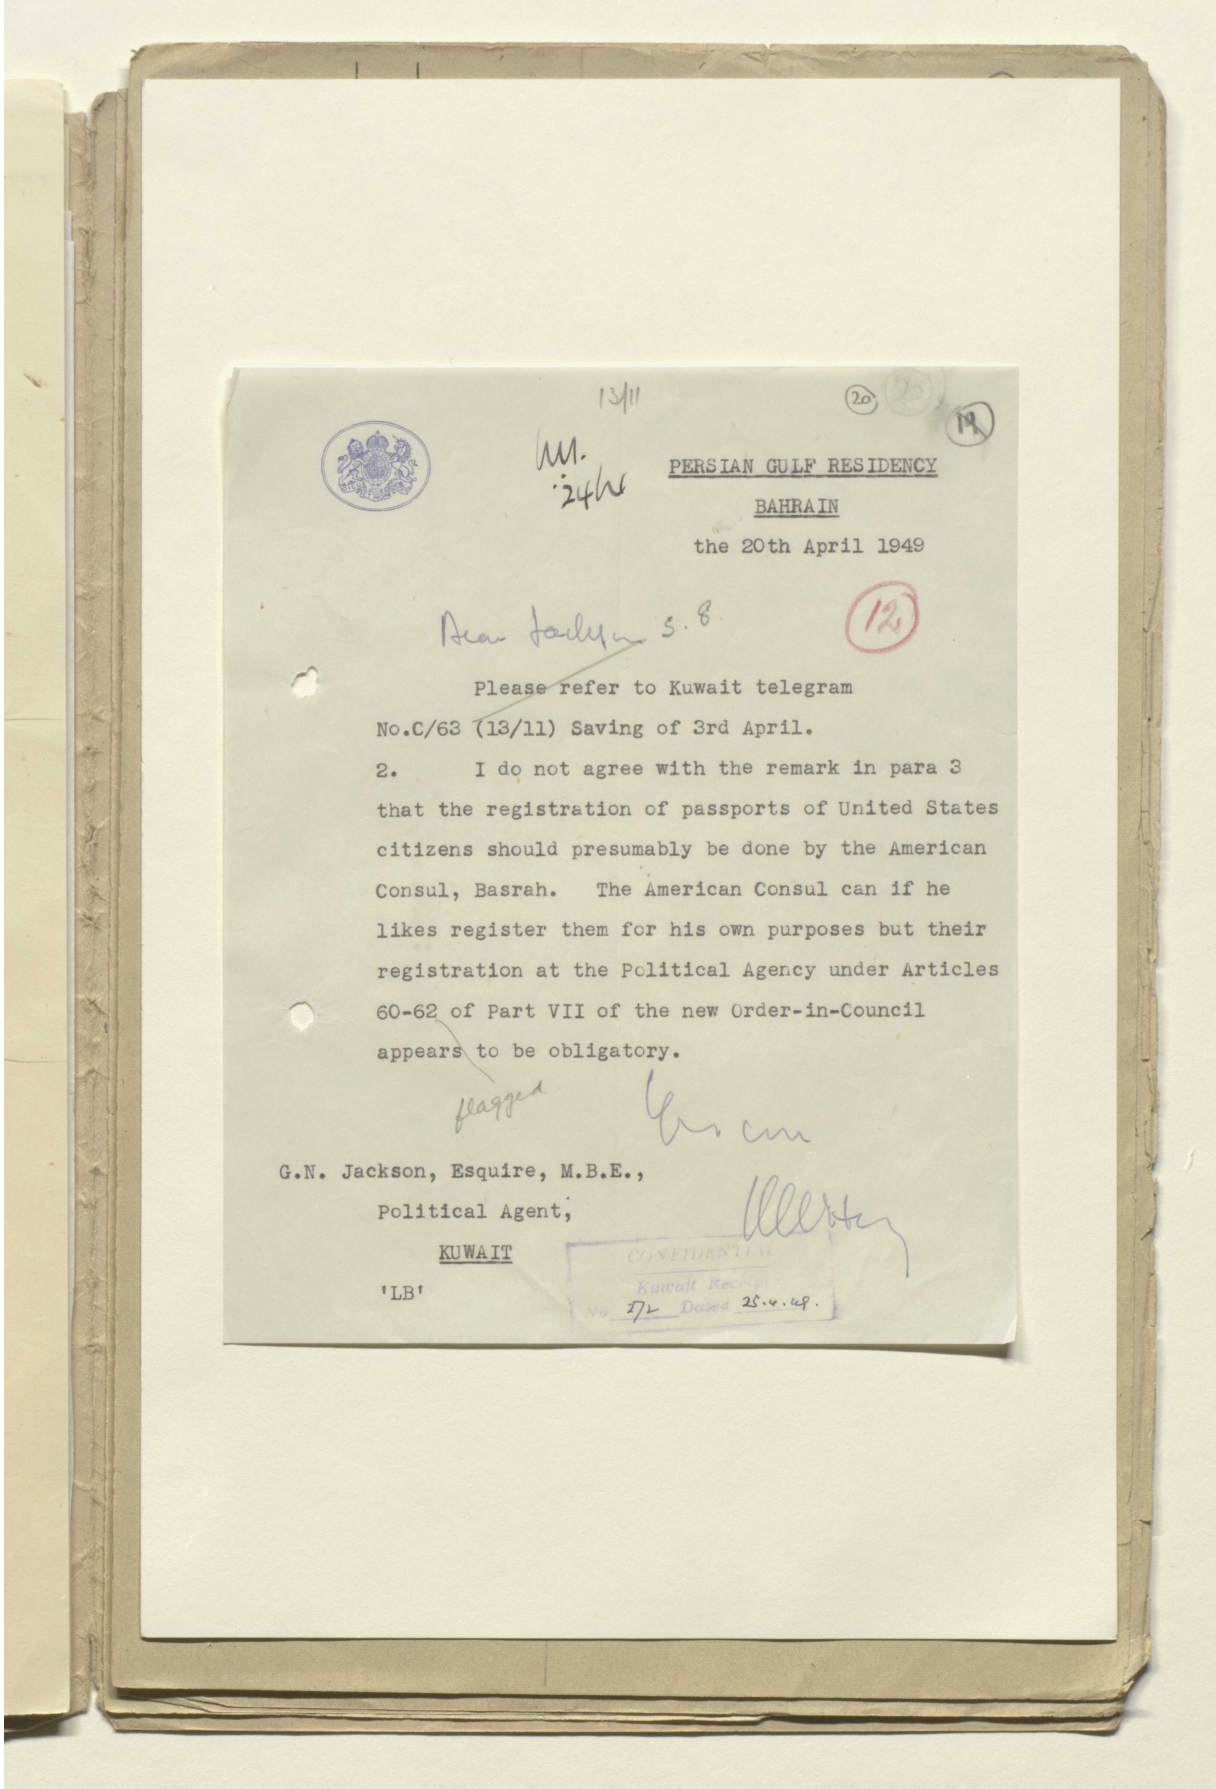 13/11
20
19
PERSIAN GULF RESIDENCY
BAHRAIN
the 20th April 1949
12
Dear Jackson S. 8
Please refer to Kuwait telegram
No.C/63 (13/11) Saving of 3rd April.
2. I do not agree with the remark in para 3
that the registration of passports of United States
citizens should presumably be done by the American
Consul, Basrah. The American Consul can if he
likes register them for his own purposes but their
registration at the Political Agency under Articles
60-62 of Part VII of the new Order-in-Council
appears to be obligatory.
flagged
G.N. Jackson, Esquire, M.B.E.,
Political Agent,
KUWAIT
'LB'
CONFIDENTIAL
Kuwait Receipt
No 272 Dated 25.4.49.